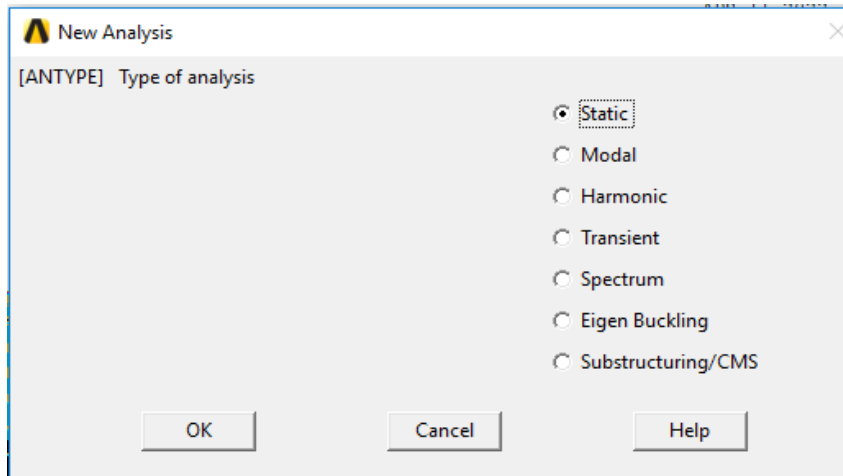 New Analysis
[ANTYPE] Type of analysis
Static
Modal
Harmonic
Transient
Spectrum
Eigen Buckling
Substructuring/CMS
OK Cancel Help